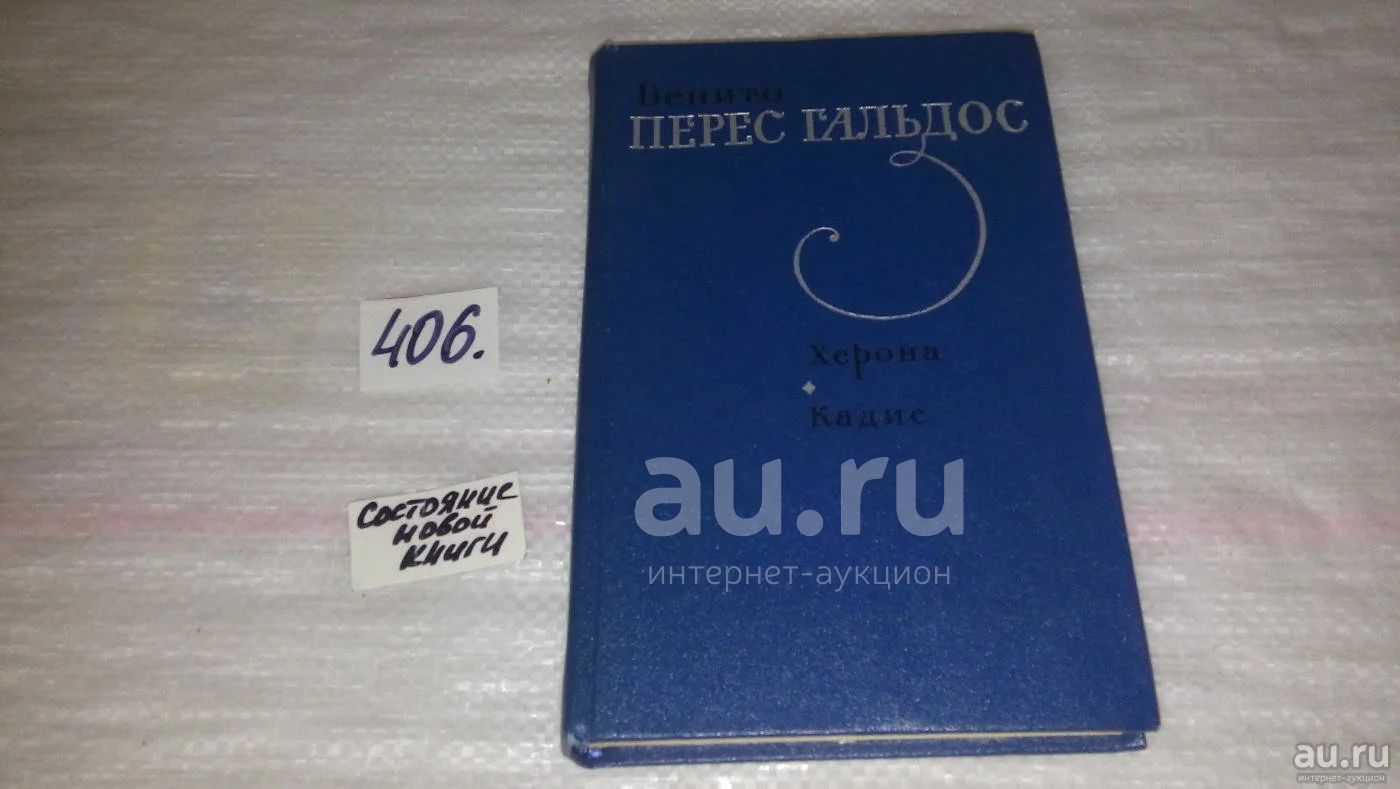 Бенито
ПЕРЕС ГАЛЬДОС
Херона
Кадис
406.
Состояние
новой
книги
au.ru
интернет-аукцион
au.ru
интернет-аукцион